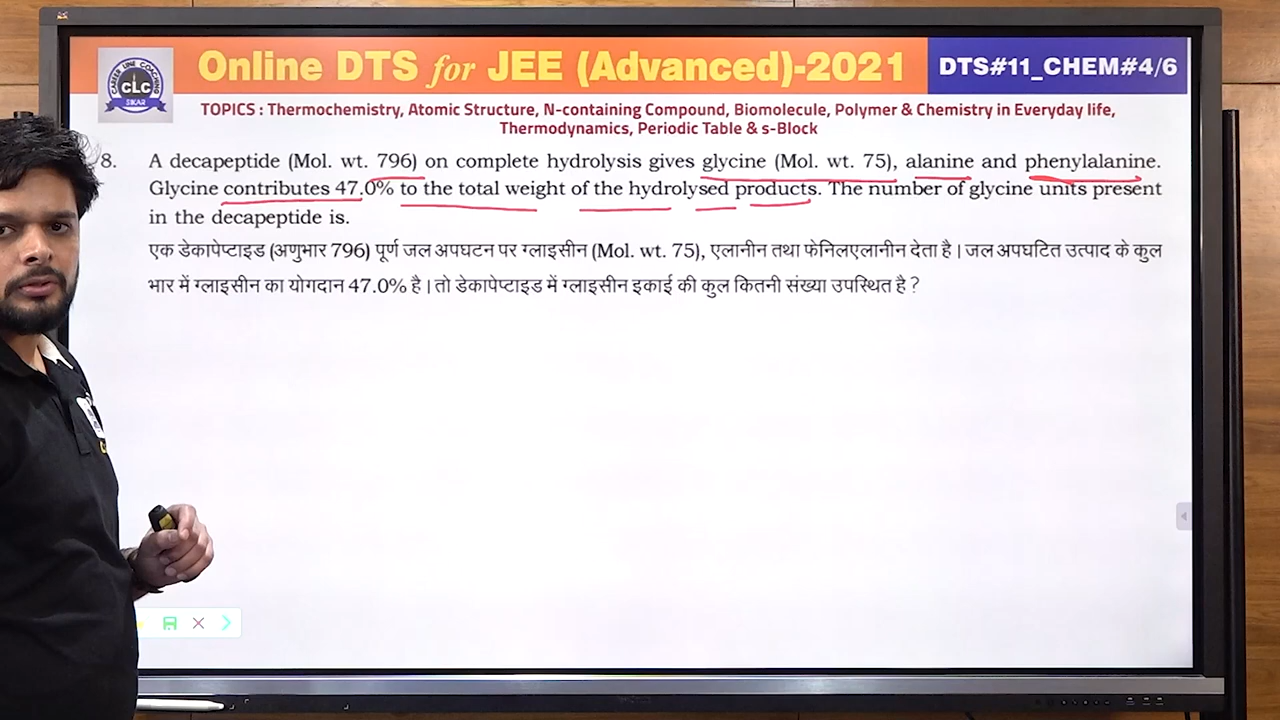 Online DTS for JEE (Advanced)-2021
DTS#11_CHEM#4/6
CAREER LINE COACHING
CLC
SIKAR
TOPICS : Thermochemistry, Atomic Structure, N-containing Compound, Biomolecule, Polymer & Chemistry in Everyday life,
Thermodynamics, Periodic Table & s-Block
8. A decapeptide (Mol. wt. 796) on complete hydrolysis gives glycine (Mol. wt. 75), alanine and phenylalanine.
Glycine contributes 47.0% to the total weight of the hydrolysed products. The number of glycine units present
in the decapeptide is.
एक डेकापेप्टाइड (अणुभार 796) पूर्ण जल अपघटन पर ग्लाइसीन (Mol. wt. 75), एलानीन तथा फेनिलएलानीन देता है। जल अपघटित उत्पाद के कुल
भार में ग्लाइसीन का योगदान 47.0% है। तो डेकापेप्टाइड में ग्लाइसीन इकाई की कुल कितनी संख्या उपस्थित है ?